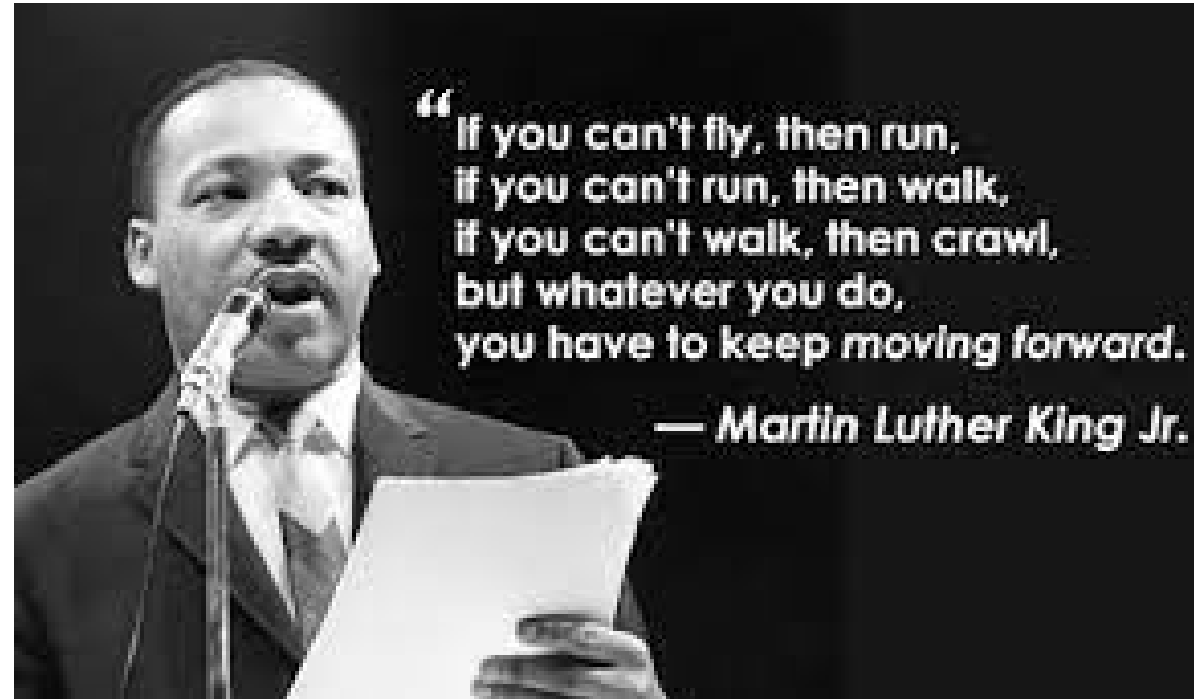 “If you can't fly, then run,
if you can't run, then walk,
if you can't walk, then crawl,
but whatever you do,
you have to keep moving forward.
— Martin Luther King Jr.